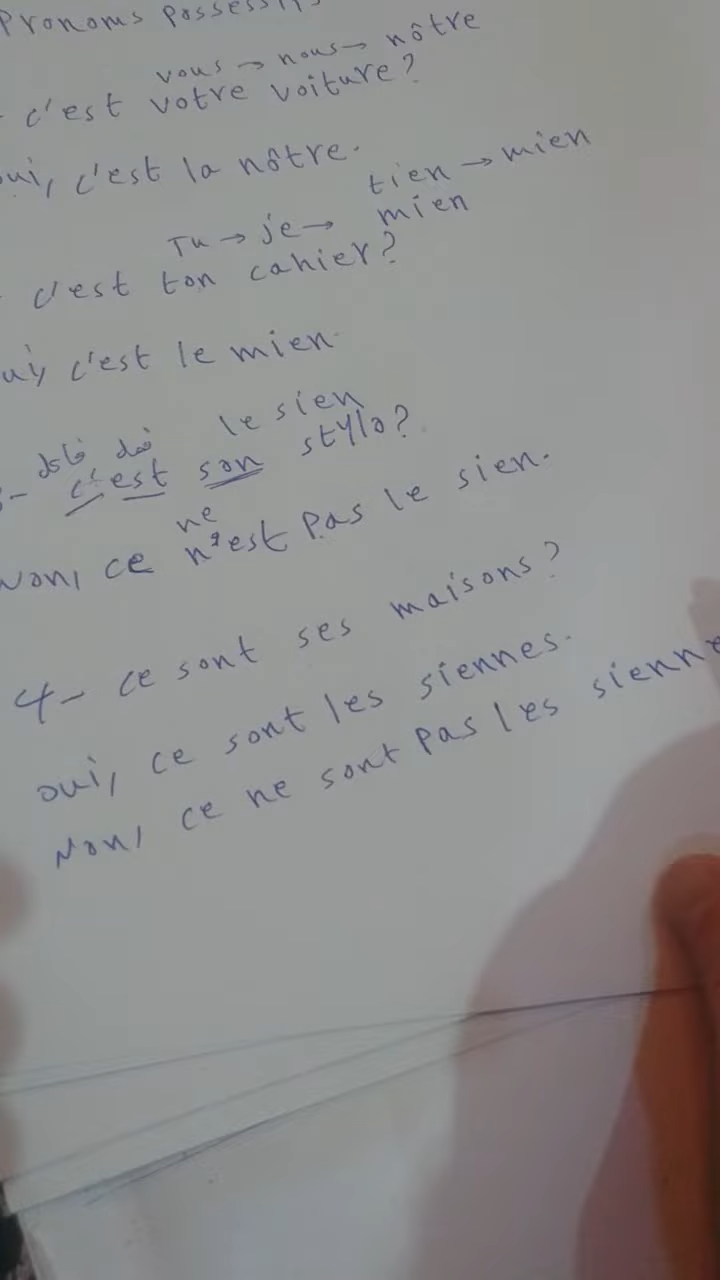 Pronoms possessifs
vous → nous → nôtre
- c'est votre voiture?
oui, c'est la nôtre.
tien → mien
Tu → je → mien
- c'est ton cahier?
oui, c'est le mien.
le sien
3- c'est son stylo?
ne
Non, ce n'est pas le sien.
4- ce sont ses maisons?
oui, ce sont les siennes.
Non, ce ne sont pas les sienne